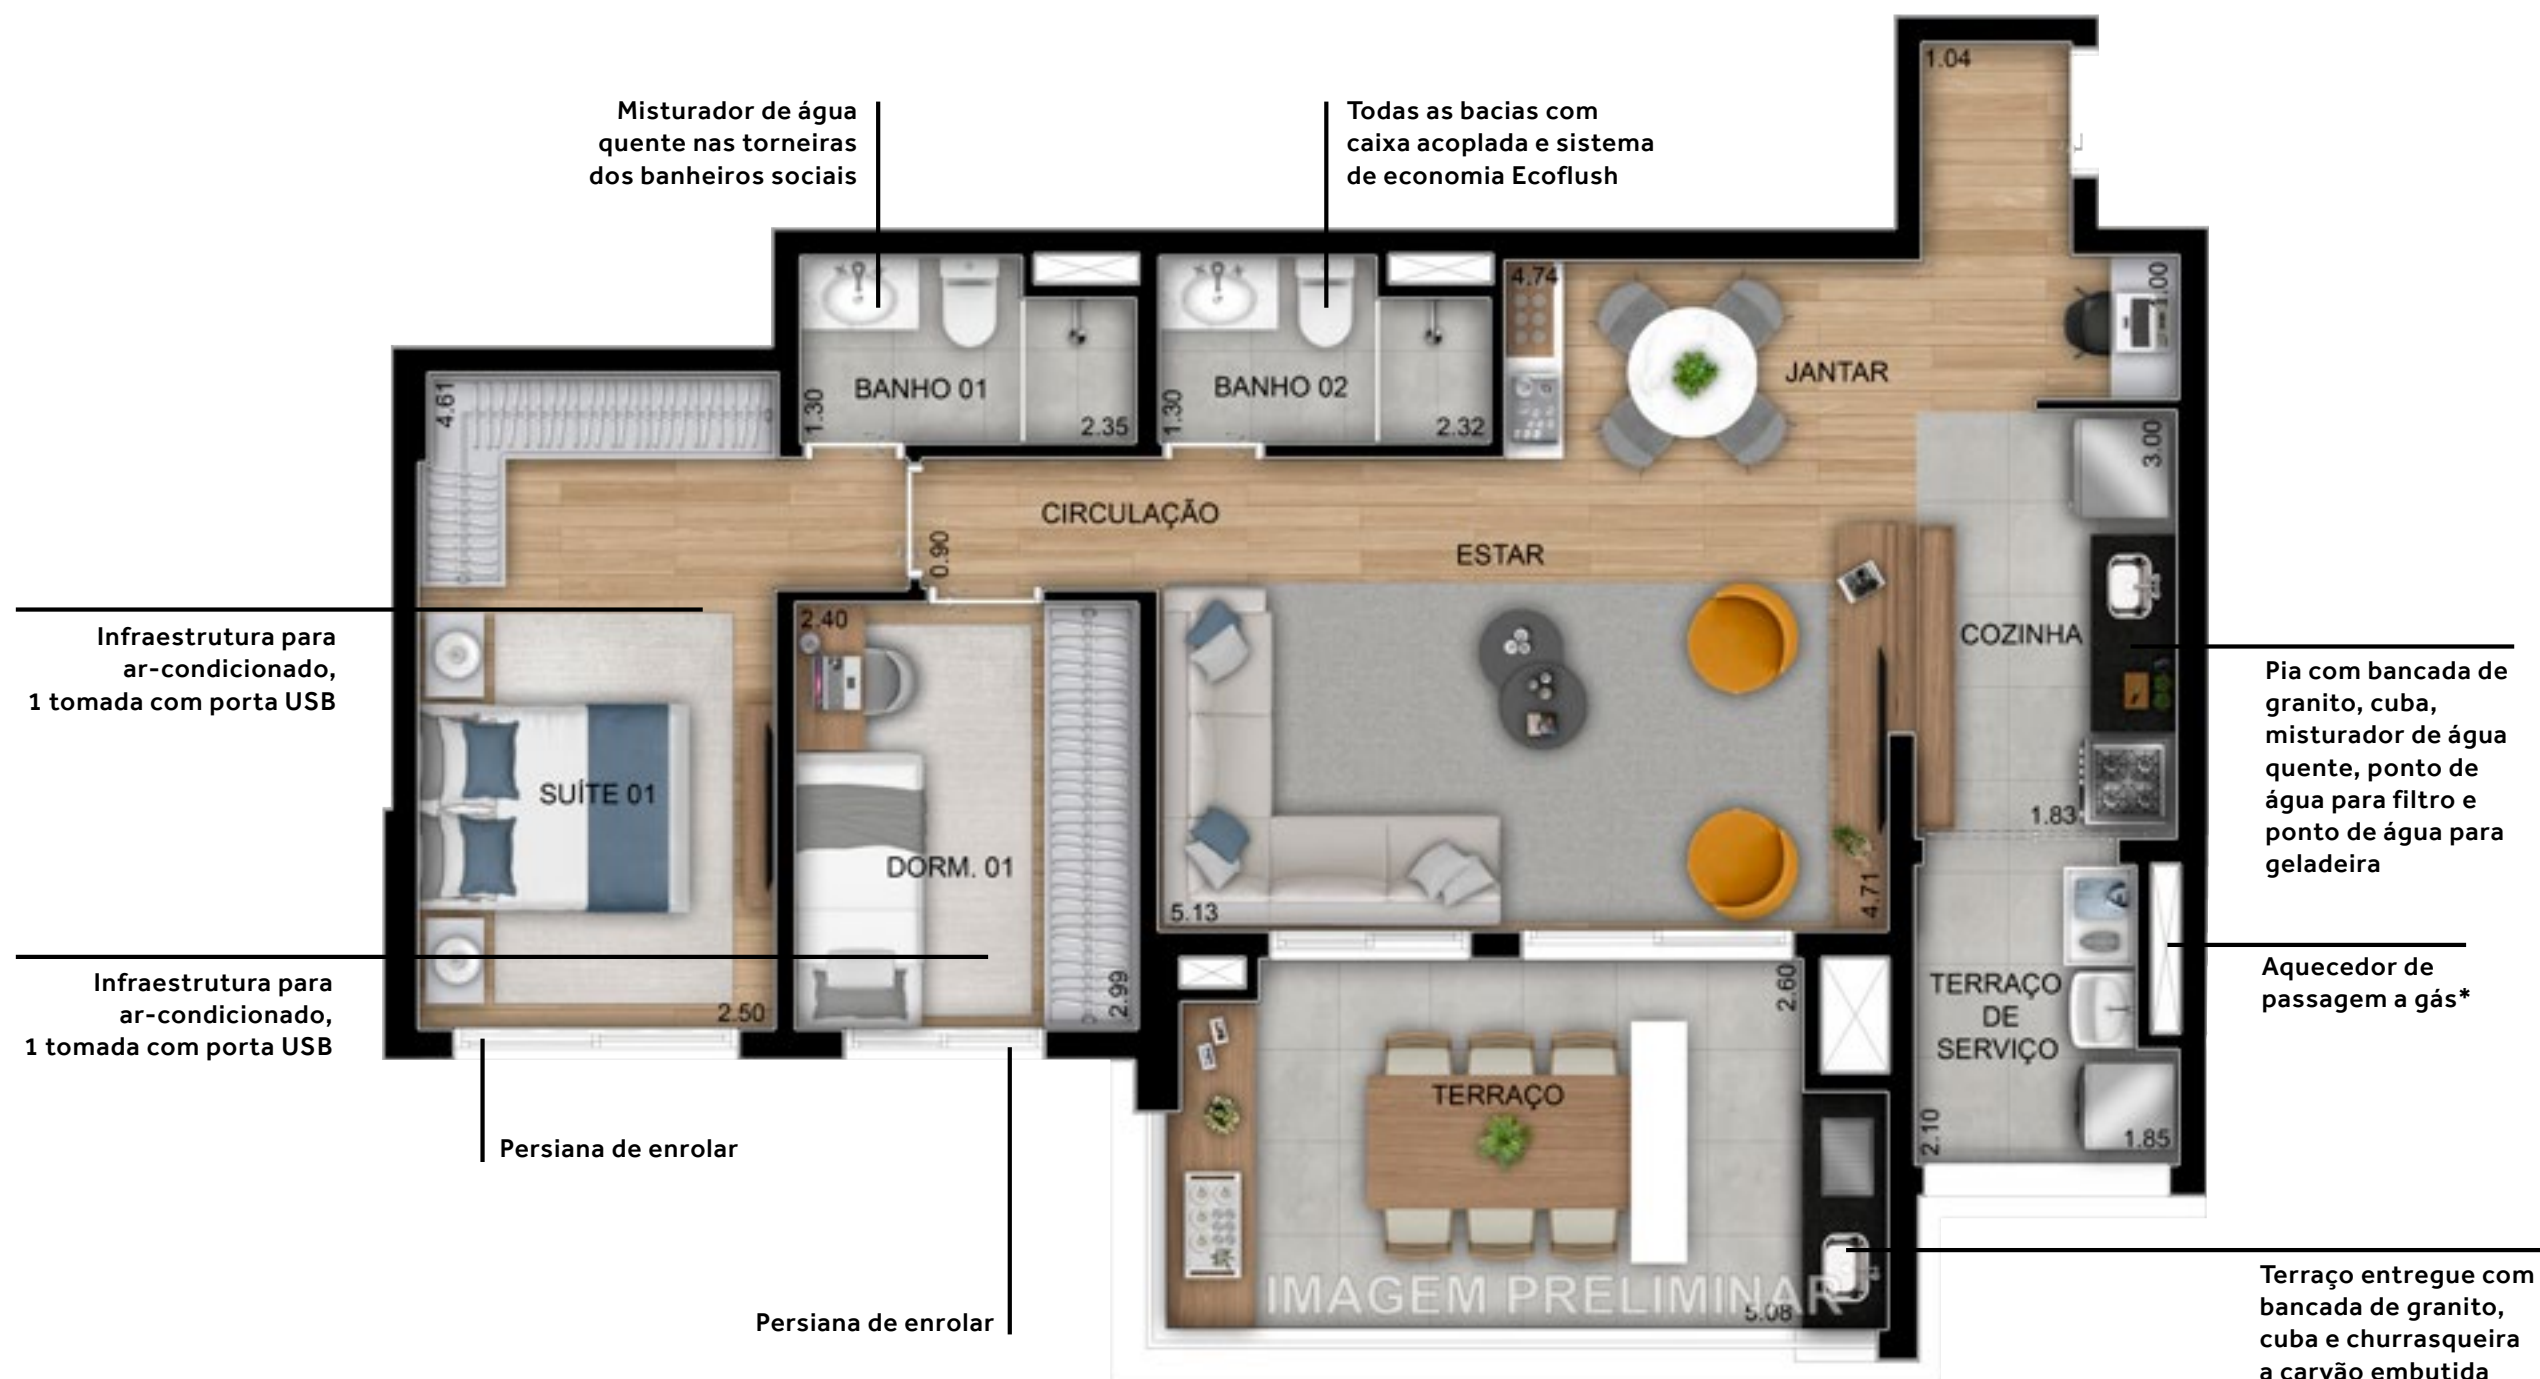 1.04
Misturador de água
quente nas torneiras
dos banheiros sociais
Todas as bacias com
caixa acoplada e sistema
de economia Ecoflush
4.61
1.30
BANHO 01
2.35
1.30
BANHO 02
2.32
4.74
JANTAR
1.00
3.00
CIRCULAÇÃO
0.90
ESTAR
COZINHA
1.83
Infraestrutura para
ar-condicionado,
1 tomada com porta USB
2.40
SUÍTE 01
DORM. 01
2.50
2.99
5.13
4.71
Pia com bancada de
granito, cuba,
misturador de água
quente, ponto de
água para filtro e
ponto de água para
geladeira
Infraestrutura para
ar-condicionado,
1 tomada com porta USB
2.60
TERRAÇO
DE
SERVIÇO
2.10
1.85
Aquecedor de
passagem a gás*
Persiana de enrolar
Persiana de enrolar
TERRAÇO
IMAGEM PRELIMINAR
5.08
Terraço entregue com
bancada de granito,
cuba e churrasqueira
a carvão embutida